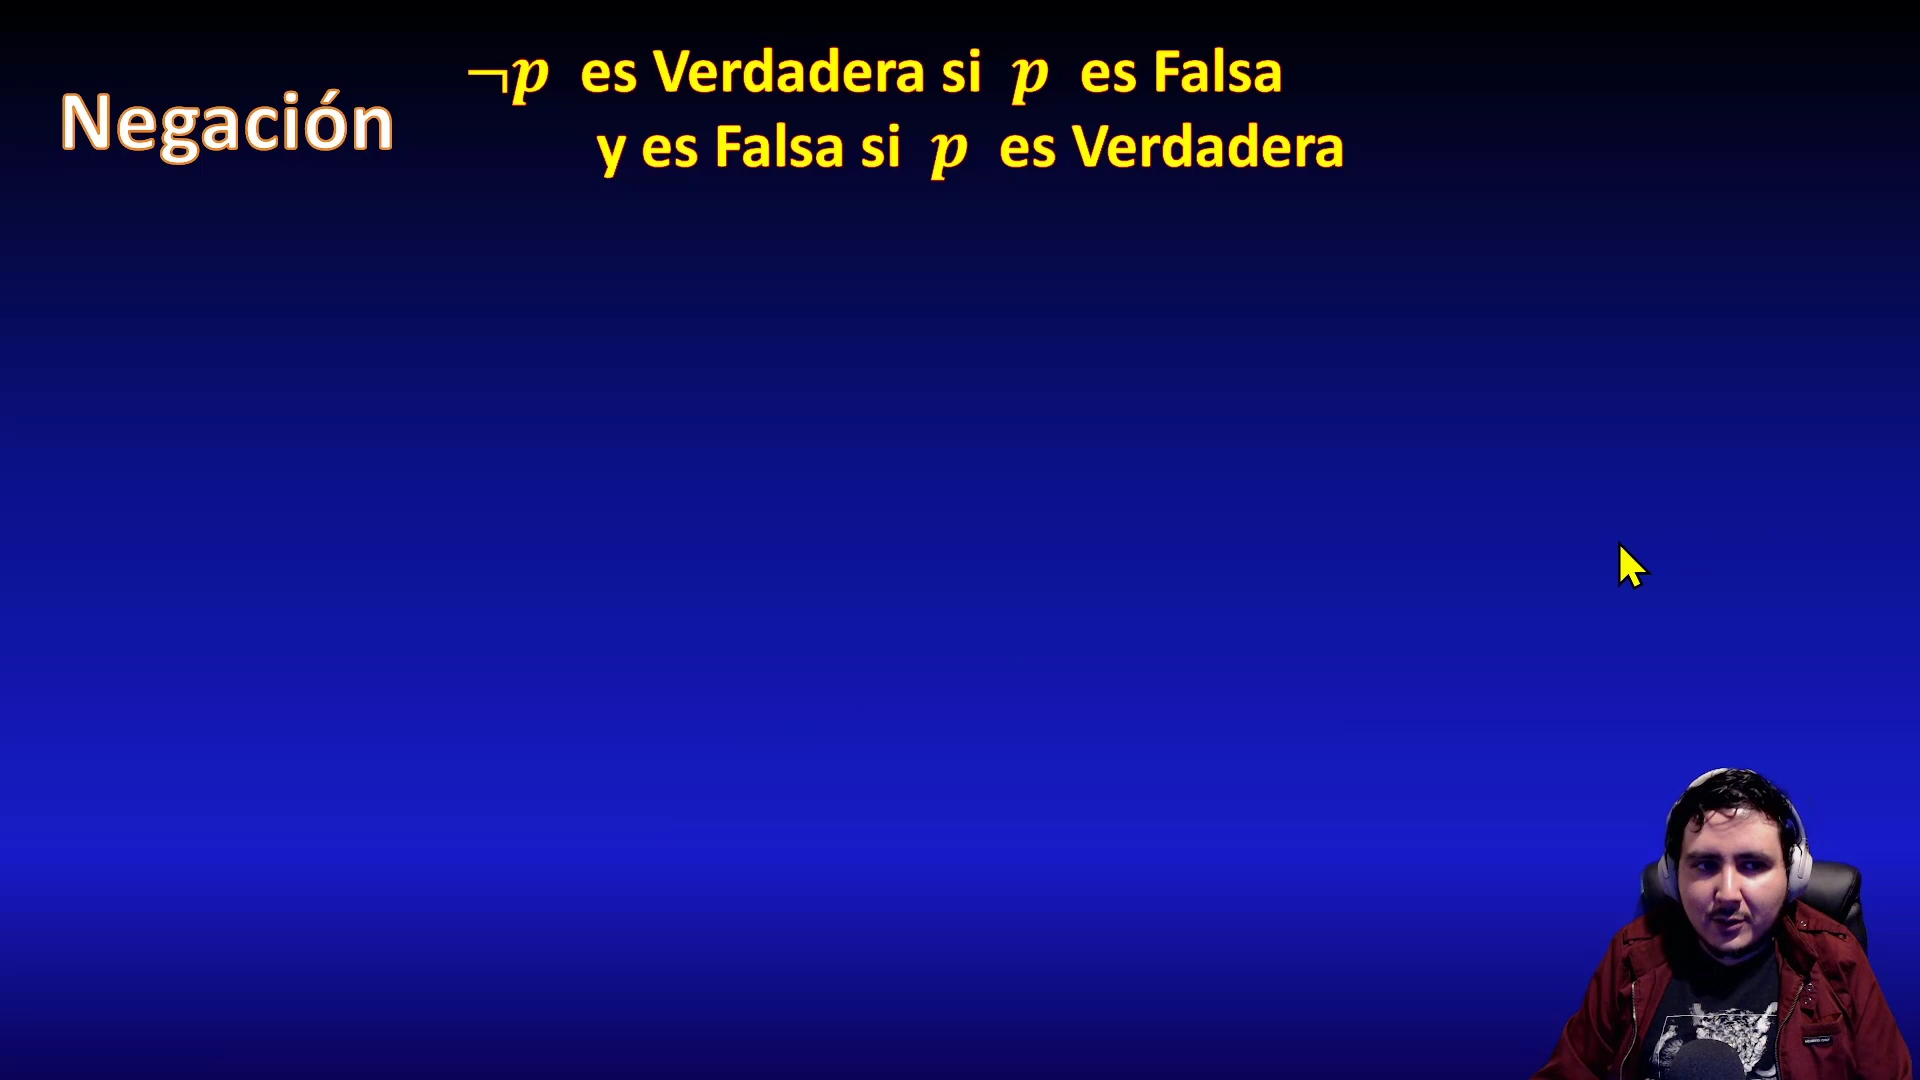 Negación
¬p es Verdadera si p es Falsa
y es Falsa si p es Verdadera